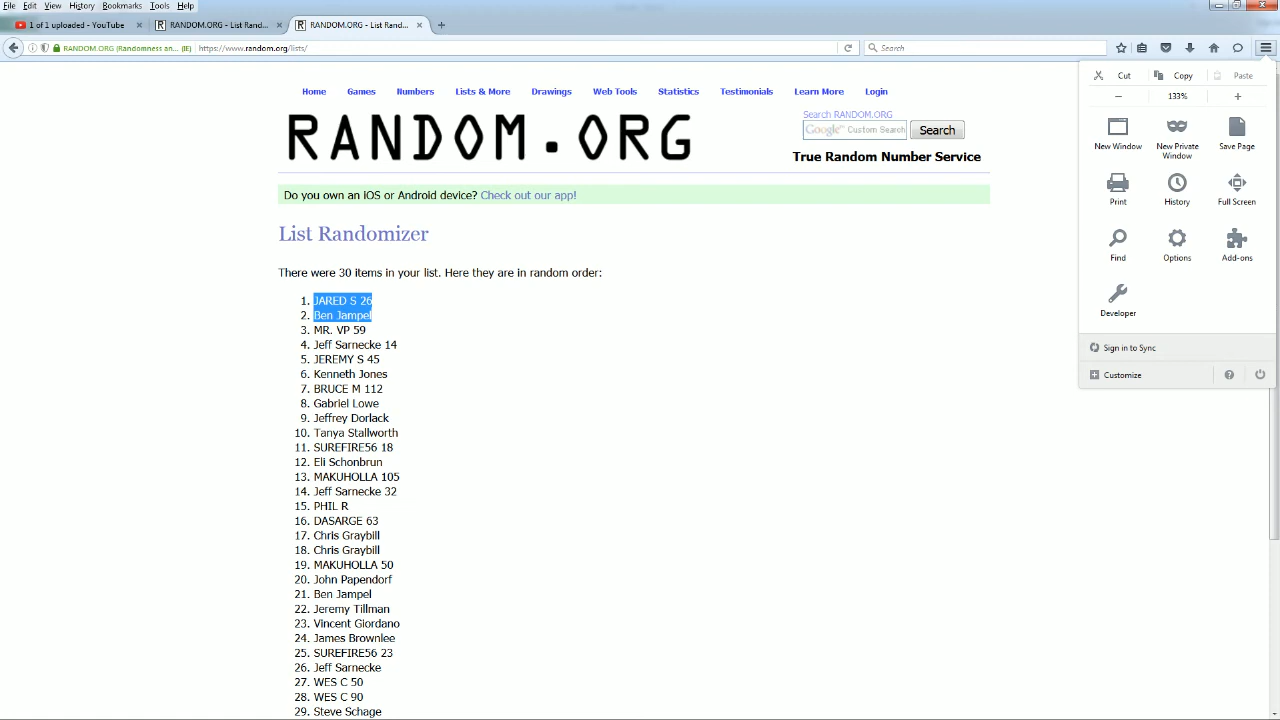 File Edit View History Bookmarks Tools Help
1 of 1 uploaded - YouTube
RANDOM.ORG - List Rand...
RANDOM.ORG - List Rand...
RANDOM.ORG (Randomness an... (IE) https://www.random.org/lists/
Search
Cut Copy Paste
133%
New Window New Private Window Save Page
Print History Full Screen
Find Options Add-ons
Developer
Sign in to Sync
Customize
Home Games Numbers Lists & More Drawings Web Tools Statistics Testimonials Learn More Login
RANDOM.ORG
Search RANDOM.ORG
Google Custom Search Search
True Random Number Service
Do you own an iOS or Android device? Check out our app!
List Randomizer
There were 30 items in your list. Here they are in random order:
1. JARED S 26
2. Ben Jampel
3. MR. VP 59
4. Jeff Sarnecke 14
5. JEREMY S 45
6. Kenneth Jones
7. BRUCE M 112
8. Gabriel Lowe
9. Jeffrey Dorlack
10. Tanya Stallworth
11. SUREFIRE56 18
12. Eli Schonbrun
13. MAKUHOLLA 105
14. Jeff Sarnecke 32
15. PHIL R
16. DASARGE 63
17. Chris Graybill
18. Chris Graybill
19. MAKUHOLLA 50
20. John Papendorf
21. Ben Jampel
22. Jeremy Tillman
23. Vincent Giordano
24. James Brownlee
25. SUREFIRE56 23
26. Jeff Sarnecke
27. WES C 50
28. WES C 90
29. Steve Schage